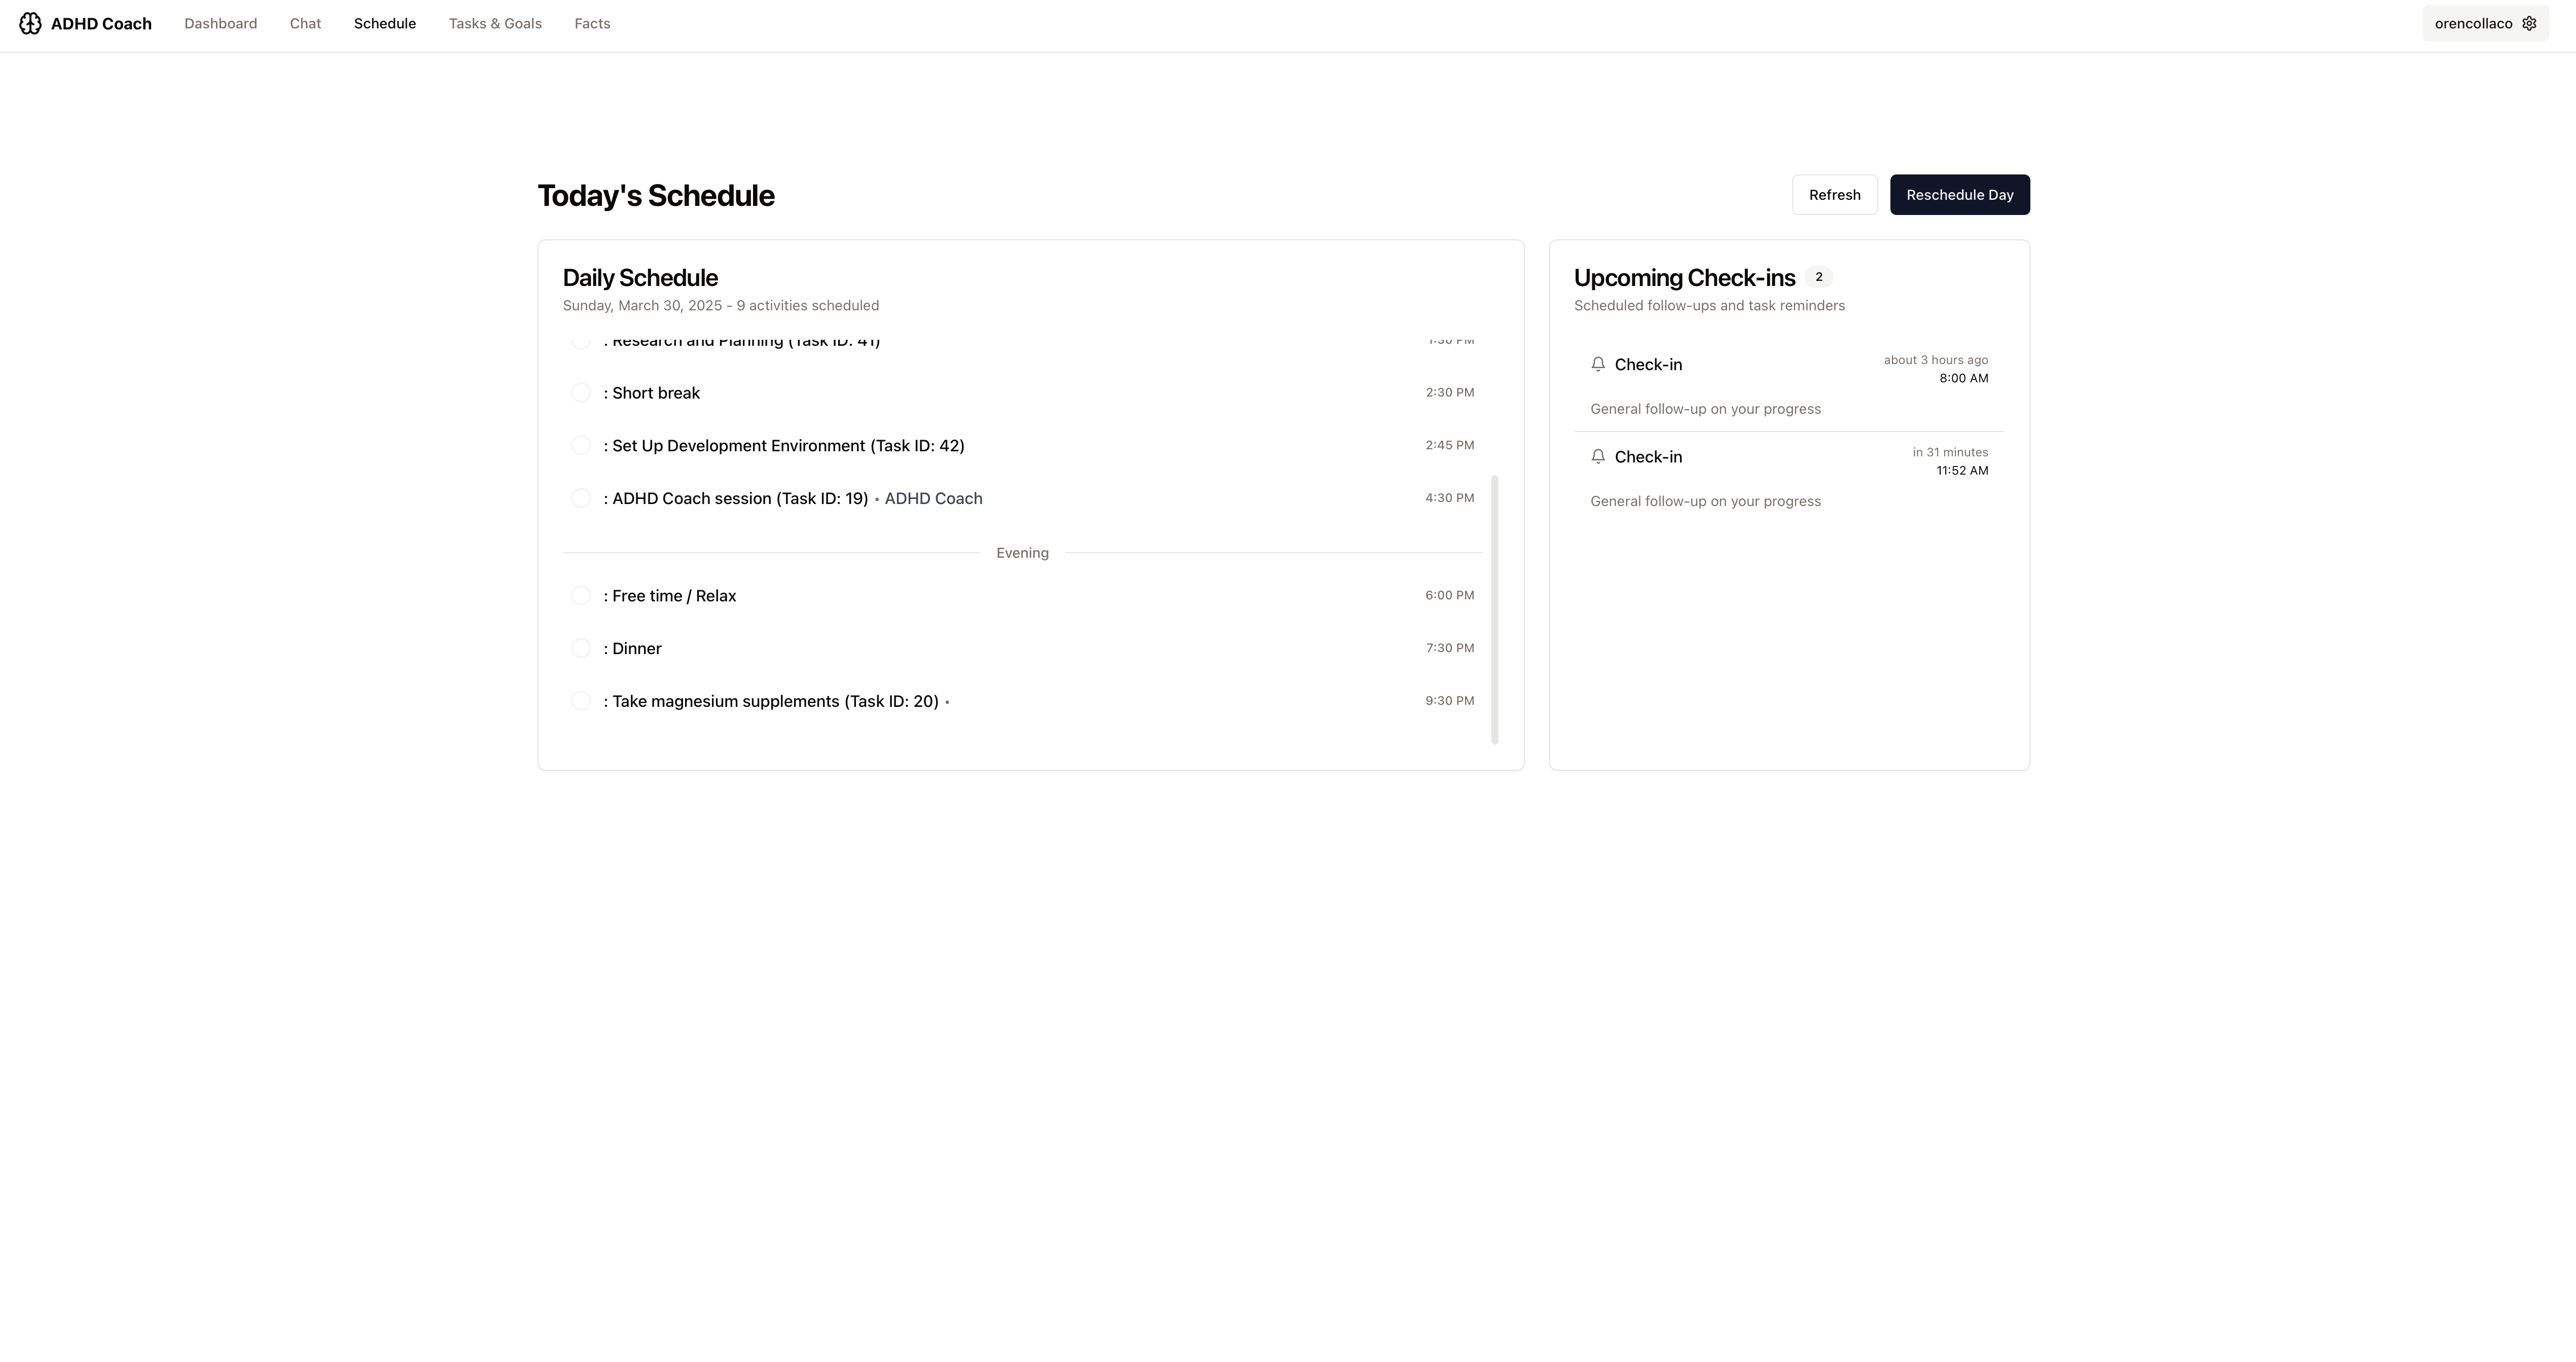 ADHD Coach Dashboard Chat Schedule Tasks & Goals Facts orencollaco
Today's Schedule
Refresh Reschedule Day
Daily Schedule
Sunday, March 30, 2025 - 9 activities scheduled
: Research and Planning (Task ID: 41) 1:30 PM
: Short break 2:30 PM
: Set Up Development Environment (Task ID: 42) 2:45 PM
: ADHD Coach session (Task ID: 19) • ADHD Coach 4:30 PM
Evening
: Free time / Relax 6:00 PM
: Dinner 7:30 PM
: Take magnesium supplements (Task ID: 20) • 9:30 PM
Upcoming Check-ins 2
Scheduled follow-ups and task reminders
Check-in about 3 hours ago
8:00 AM
General follow-up on your progress
Check-in in 31 minutes
11:52 AM
General follow-up on your progress